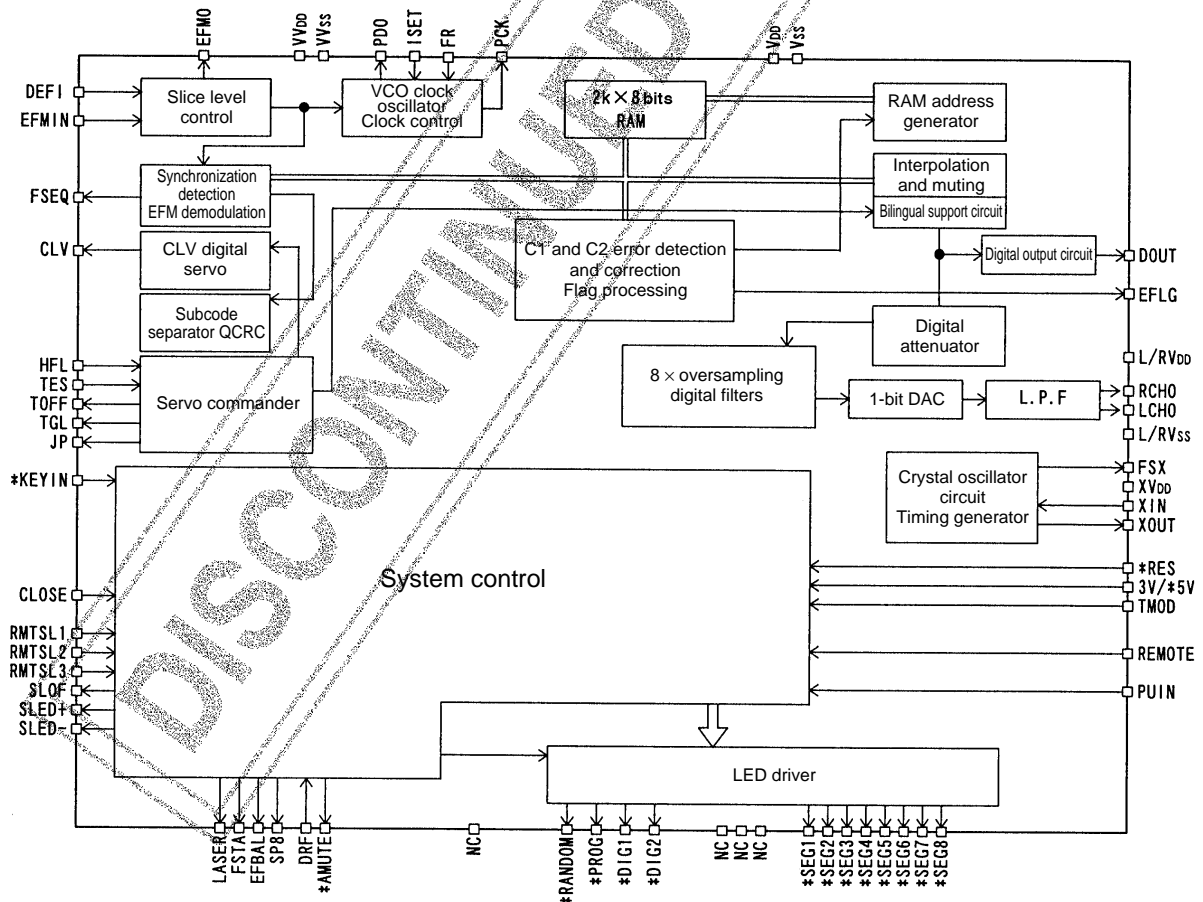 EFMO
VVDD
VVSS
PDO
ISET
FR
PCK
VDD
VSS
DEFI
EFMIN
Slice level
control
VCO clock
oscillator
Clock control
2k×8bits
RAM
RAM address
generator
Synchronization
detection
EFM demodulation
Interpolation
and muting
Bilingual support circuit
FSEQ
CLV
CLV digital
servo
C1 and C2 error detection
and correction
Flag processing
Digital output circuit
DOUT
EFLG
Subcode
separator QCRC
Digital
attenuator
HFL
TES
TOFF
TGL
JP
Servo commander
8 × oversampling
digital filters
1-bit DAC
L.P.F
L/RVDD
RCHO
LCHO
L/RVSS
*KEYIN
Crystal oscillator
circuit
Timing generator
FSX
XVDD
XIN
XOUT
System control
CLOSE
RMTSL1
RMTSL2
RMTSL3
SLOF
SLED+
SLED-
*RES
3V/*5V
TMOD
REMOTE
PUIN
LED driver
LASER
FSTA
EFBAL
SP8
DRF
*AMUTE
NC
*RANDOM
*PROG
*DIG1
*DIG2
NC
NC
NC
*SEG1
*SEG2
*SEG3
*SEG4
*SEG5
*SEG6
*SEG7
*SEG8
DISCONTINUED